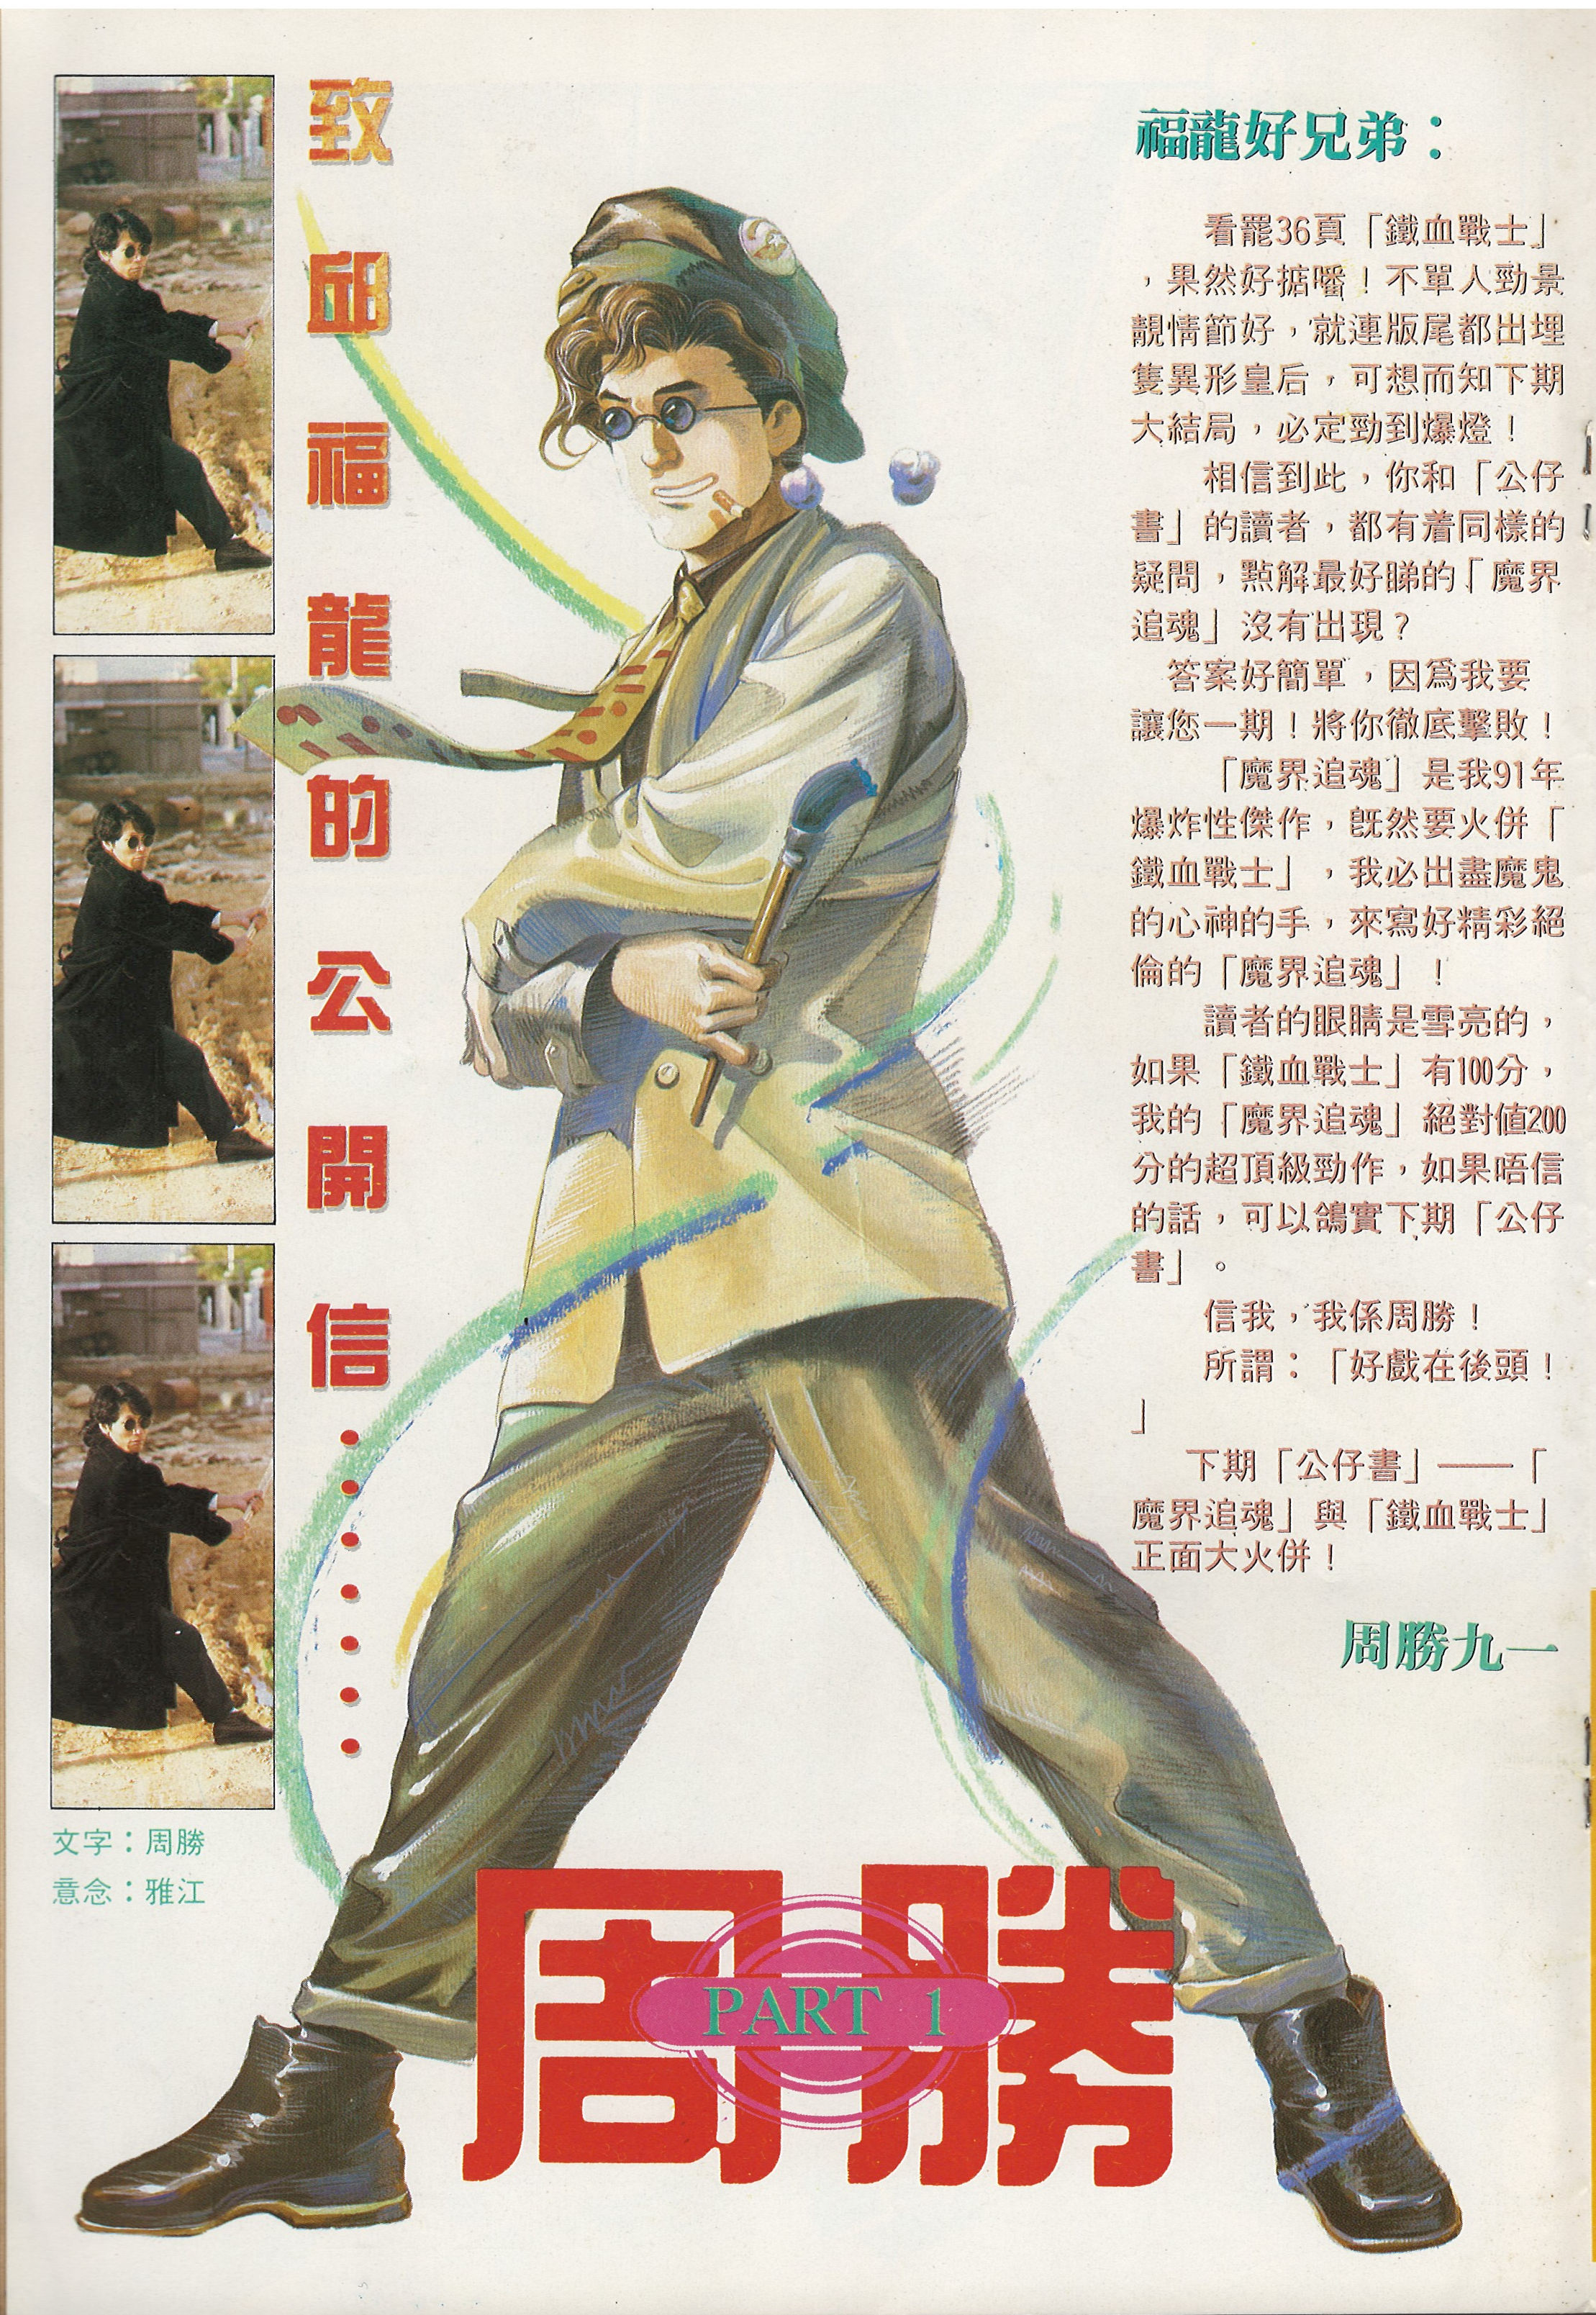 致邱福龍的公開信⋯⋯⋯
福龍好兄弟：
看罷36頁「鐵血戰士」
，果然好掂噃！不單人勁景
靚情節好，就連版尾都出埋
隻異形皇后，可想而知下期
大結局，必定勁到爆燈！
相信到此，你和「公仔
書」的讀者，都有着同樣的
疑問，點解最好睇的「魔界
追魂」沒有出現？
答案好簡單，因爲我要
讓您一期！將你徹底擊敗！
「魔界追魂」是我91年
爆炸性傑作，旣然要火併「
鐵血戰士」，我必出盡魔鬼
的心神的手，來寫好精彩絕
倫的「魔界追魂」！
讀者的眼睛是雪亮的，
如果「鐵血戰士」有100分，
我的「魔界追魂」絕對値200
分的超頂級勁作，如果唔信
的話，可以鴿實下期「公仔
書」。
信我，我係周勝！
所謂：「好戲在後頭！
」
下期「公仔書」——「
魔界追魂」與「鐵血戰士」
正面大火併！
周勝九一
文字：周勝
意念：雅江
周勝
PART 1